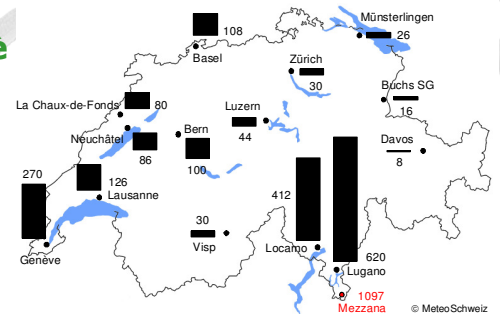 é
Münsterlingen
26
108
Basel
Zürich
30
Buchs SG
16
La Chaux-de-Fonds
80
Luzern
44
Neuchâtel
86
Bern
100
Davos
8
270
126
Lausanne
412
30
Visp
Genève
Locarno
620
Lugano
1097
Mezzana
© MeteoSchweiz